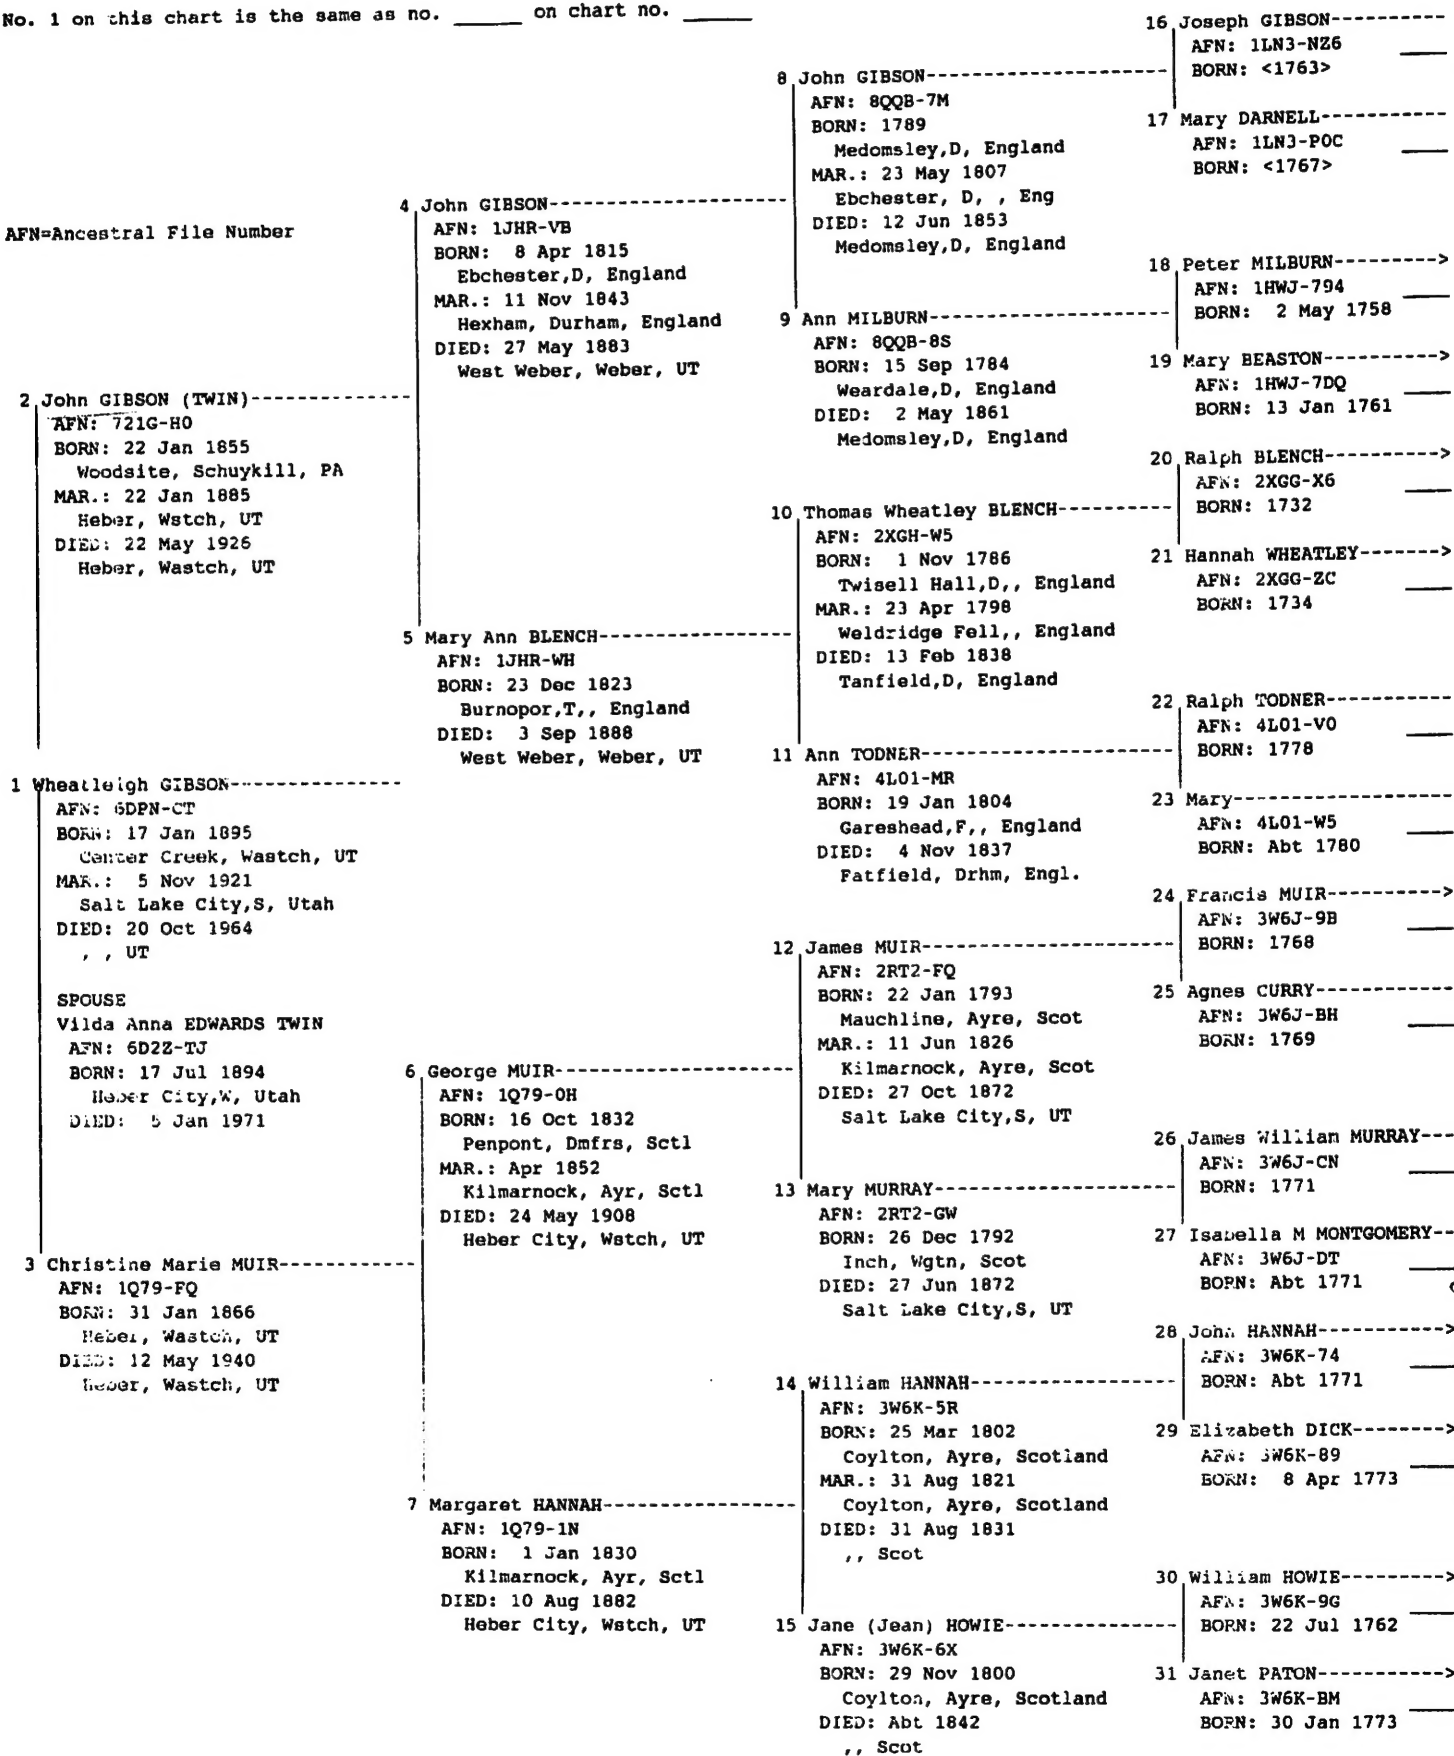 No. 1 on this chart is the same as no. _____ on chart no. _____
AFN=Ancestral File Number
1 Wheatleigh GIBSON--------------
AFN: 6DPN-CT
BORN: 17 Jan 1895
Center Creek, Wastch, UT
MAR.: 5 Nov 1921
Salt Lake City,S, Utah
DIED: 20 Oct 1964
, , UT
SPOUSE
Vilda Anna EDWARDS TWIN
AFN: 6D2Z-TJ
BORN: 17 Jul 1894
Heber City,W, Utah
DIED: 5 Jan 1971
2 John GIBSON (TWIN)-------------
AFN: 721G-H0
BORN: 22 Jan 1855
Woodsite, Schuykill, PA
MAR.: 22 Jan 1885
Heber, Wstch, UT
DIED: 22 May 1926
Heber, Wastch, UT
3 Christine Marie MUIR-----------
AFN: 1Q79-FQ
BORN: 31 Jan 1866
Heber, Wastch, UT
DIED: 12 May 1940
Heber, Wastch, UT
4 John GIBSON--------------------
AFN: 1JHR-VB
BORN: 8 Apr 1815
Ebchester,D, England
MAR.: 11 Nov 1843
Hexham, Durham, England
DIED: 27 May 1883
West Weber, Weber, UT
5 Mary Ann BLENCH----------------
AFN: 1JHR-WH
BORN: 23 Dec 1823
Burnopor,T,, England
DIED: 3 Sep 1888
West Weber, Weber, UT
6 George MUIR--------------------
AFN: 1Q79-0H
BORN: 16 Oct 1832
Penpont, Dmfrs, Sctl
MAR.: Apr 1852
Kilmarnock, Ayr, Sctl
DIED: 24 May 1908
Heber City, Wstch, UT
7 Margaret HANNAH----------------
AFN: 1Q79-1N
BORN: 1 Jan 1830
Kilmarnock, Ayr, Sctl
DIED: 10 Aug 1882
Heber City, Wstch, UT
8 John GIBSON--------------------
AFN: 8QQB-7M
BORN: 1789
Medomsley,D, England
MAR.: 23 May 1807
Ebchester, D, , Eng
DIED: 12 Jun 1853
Medomsley,D, England
9 Ann MILBURN--------------------
AFN: 8QQB-8S
BORN: 15 Sep 1784
Weardale,D, England
DIED: 2 May 1861
Medomsley,D, England
10 Thomas Wheatley BLENCH---------
AFN: 2XGH-W5
BORN: 1 Nov 1786
Twisell Hall,D,, England
MAR.: 23 Apr 1798
Weldridge Fell,, England
DIED: 13 Feb 1838
Tanfield,D, England
11 Ann TODNER---------------------
AFN: 4L01-MR
BORN: 19 Jan 1804
Gareshead,F,, England
DIED: 4 Nov 1837
Fatfield, Drhm, Engl.
12 James MUIR---------------------
AFN: 2RT2-FQ
BORN: 22 Jan 1793
Mauchline, Ayre, Scot
MAR.: 11 Jun 1826
Kilmarnock, Ayre, Scot
DIED: 27 Oct 1872
Salt Lake City,S, UT
13 Mary MURRAY--------------------
AFN: 2RT2-GW
BORN: 26 Dec 1792
Inch, Wgtn, Scot
DIED: 27 Jun 1872
Salt Lake City,S, UT
14 William HANNAH-----------------
AFN: 3W6K-5R
BORN: 25 Mar 1802
Coylton, Ayre, Scotland
MAR.: 31 Aug 1821
Coylton, Ayre, Scotland
DIED: 31 Aug 1831
,, Scot
15 Jane (Jean) HOWIE--------------
AFN: 3W6K-6X
BORN: 29 Nov 1800
Coylton, Ayre, Scotland
DIED: Abt 1842
,, Scot
16 Joseph GIBSON----------
AFN: 1LN3-NZ6
BORN: <1763>
17 Mary DARNELL-----------
AFN: 1LN3-P0C
BORN: <1767>
18 Peter MILBURN--------->
AFN: 1HWJ-794
BORN: 2 May 1758
19 Mary BEASTON---------->
AFN: 1HWJ-7DQ
BORN: 13 Jan 1761
20 Ralph BLENCH---------->
AFN: 2XGG-X6
BORN: 1732
21 Hannah WHEATLEY------->
AFN: 2XGG-ZC
BORN: 1734
22 Ralph TODNER-----------
AFN: 4L01-V0
BORN: 1778
23 Mary-------------------
AFN: 4L01-W5
BORN: Abt 1780
24 Francis MUIR---------->
AFN: 3W6J-9B
BORN: 1768
25 Agnes CURRY------------
AFN: 3W6J-BH
BORN: 1769
26 James William MURRAY---
AFN: 3W6J-CN
BORN: 1771
27 Isabella M MONTGOMERY--
AFN: 3W6J-DT
BORN: Abt 1771
28 John HANNAH----------->
AFN: 3W6K-74
BORN: Abt 1771
29 Elizabeth DICK-------->
AFN: 3W6K-89
BORN: 8 Apr 1773
30 William HOWIE--------->
AFN: 3W6K-9G
BORN: 22 Jul 1762
31 Janet PATON----------->
AFN: 3W6K-BM
BORN: 30 Jan 1773